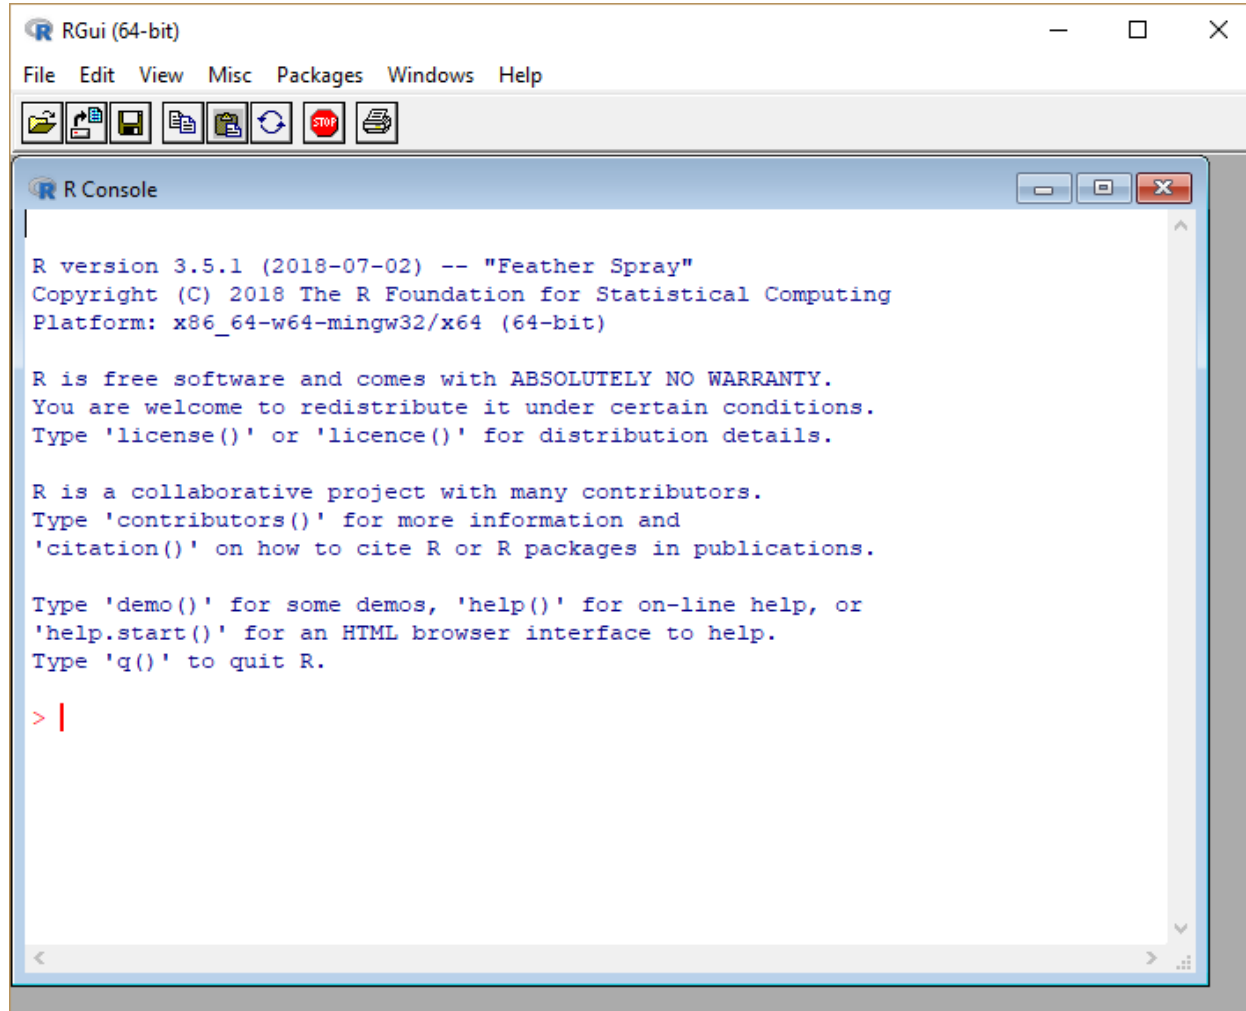 RGui (64-bit)
File Edit View Misc Packages Windows Help
STOP
R Console
R version 3.5.1 (2018-07-02) -- "Feather Spray"
Copyright (C) 2018 The R Foundation for Statistical Computing
Platform: x86_64-w64-mingw32/x64 (64-bit)
R is free software and comes with ABSOLUTELY NO WARRANTY.
You are welcome to redistribute it under certain conditions.
Type 'license()' or 'licence()' for distribution details.
R is a collaborative project with many contributors.
Type 'contributors()' for more information and
'citation()' on how to cite R or R packages in publications.
Type 'demo()' for some demos, 'help()' for on-line help, or
'help.start()' for an HTML browser interface to help.
Type 'q()' to quit R.
>